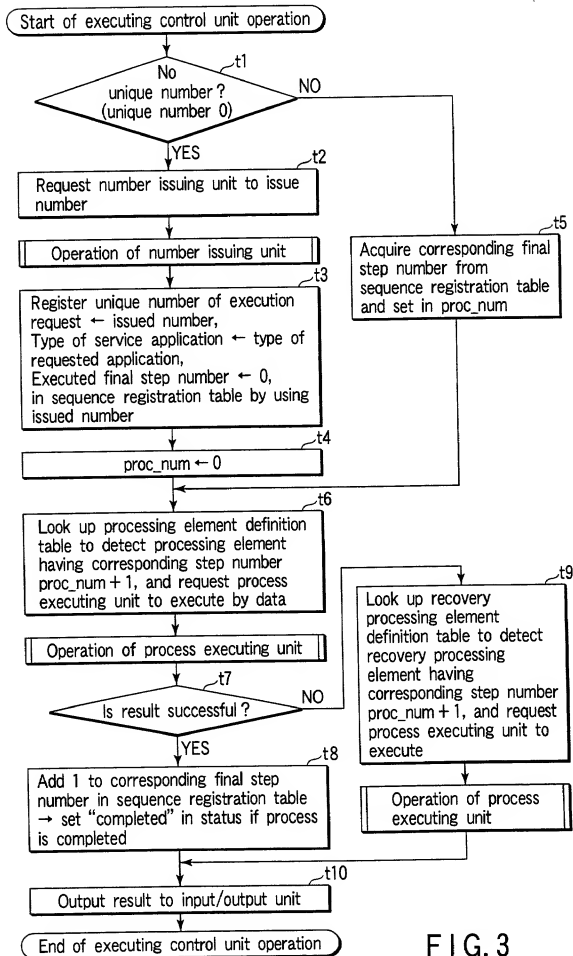 Start of executing control unit operation
t1
No
unique number?
(unique number 0)
NO
YES
t2
Request number issuing unit to issue
number
Operation of number issuing unit
t3
Register unique number of execution
request ← issued number,
Type of service application ← type of
requested application,
Executed final step number ← 0,
in sequence registration table by using
issued number
t4
proc_num ← 0
t5
Acquire corresponding final
step number from
sequence registration table
and set in proc_num
t6
Look up processing element definition
table to detect processing element
having corresponding step number
proc_num + 1, and request process
executing unit to execute by data
Operation of process executing unit
t7
Is result successful?
NO
YES
t8
Add 1 to corresponding final step
number in sequence registration table
→ set "completed" in status if process
is completed
t9
Look up recovery
processing element
definition table to detect
recovery processing
element having
corresponding step number
proc_num + 1, and request
process executing unit to
execute
Operation of process
executing unit
t10
Output result to input/output unit
End of executing control unit operation
FIG. 3